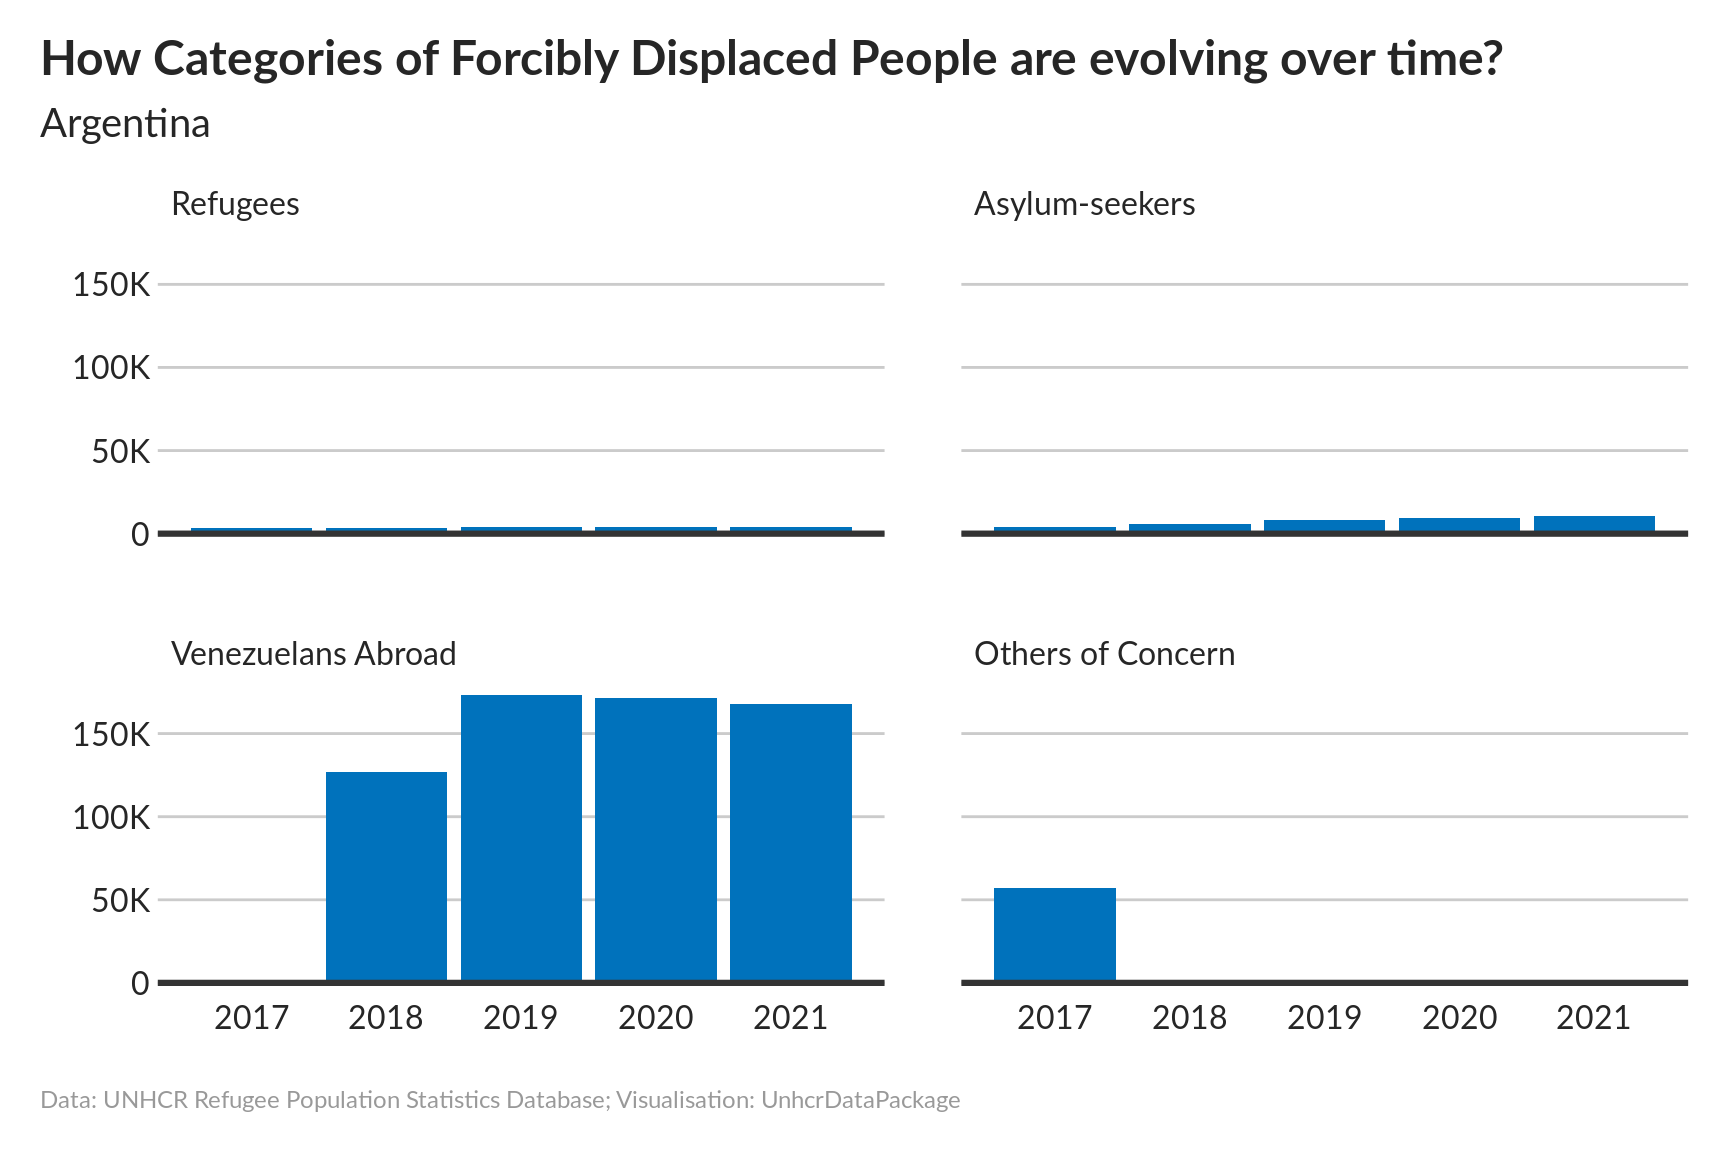 How Categories of Forcibly Displaced People are evolving over time?
Argentina
Refugees
Asylum-seekers
150K
100K
50K
0
Venezuelans Abroad
Others of Concern
150K
100K
50K
0
2017 2018 2019 2020 2021
2017 2018 2019 2020 2021
Data: UNHCR Refugee Population Statistics Database; Visualisation: UnhcrDataPackage